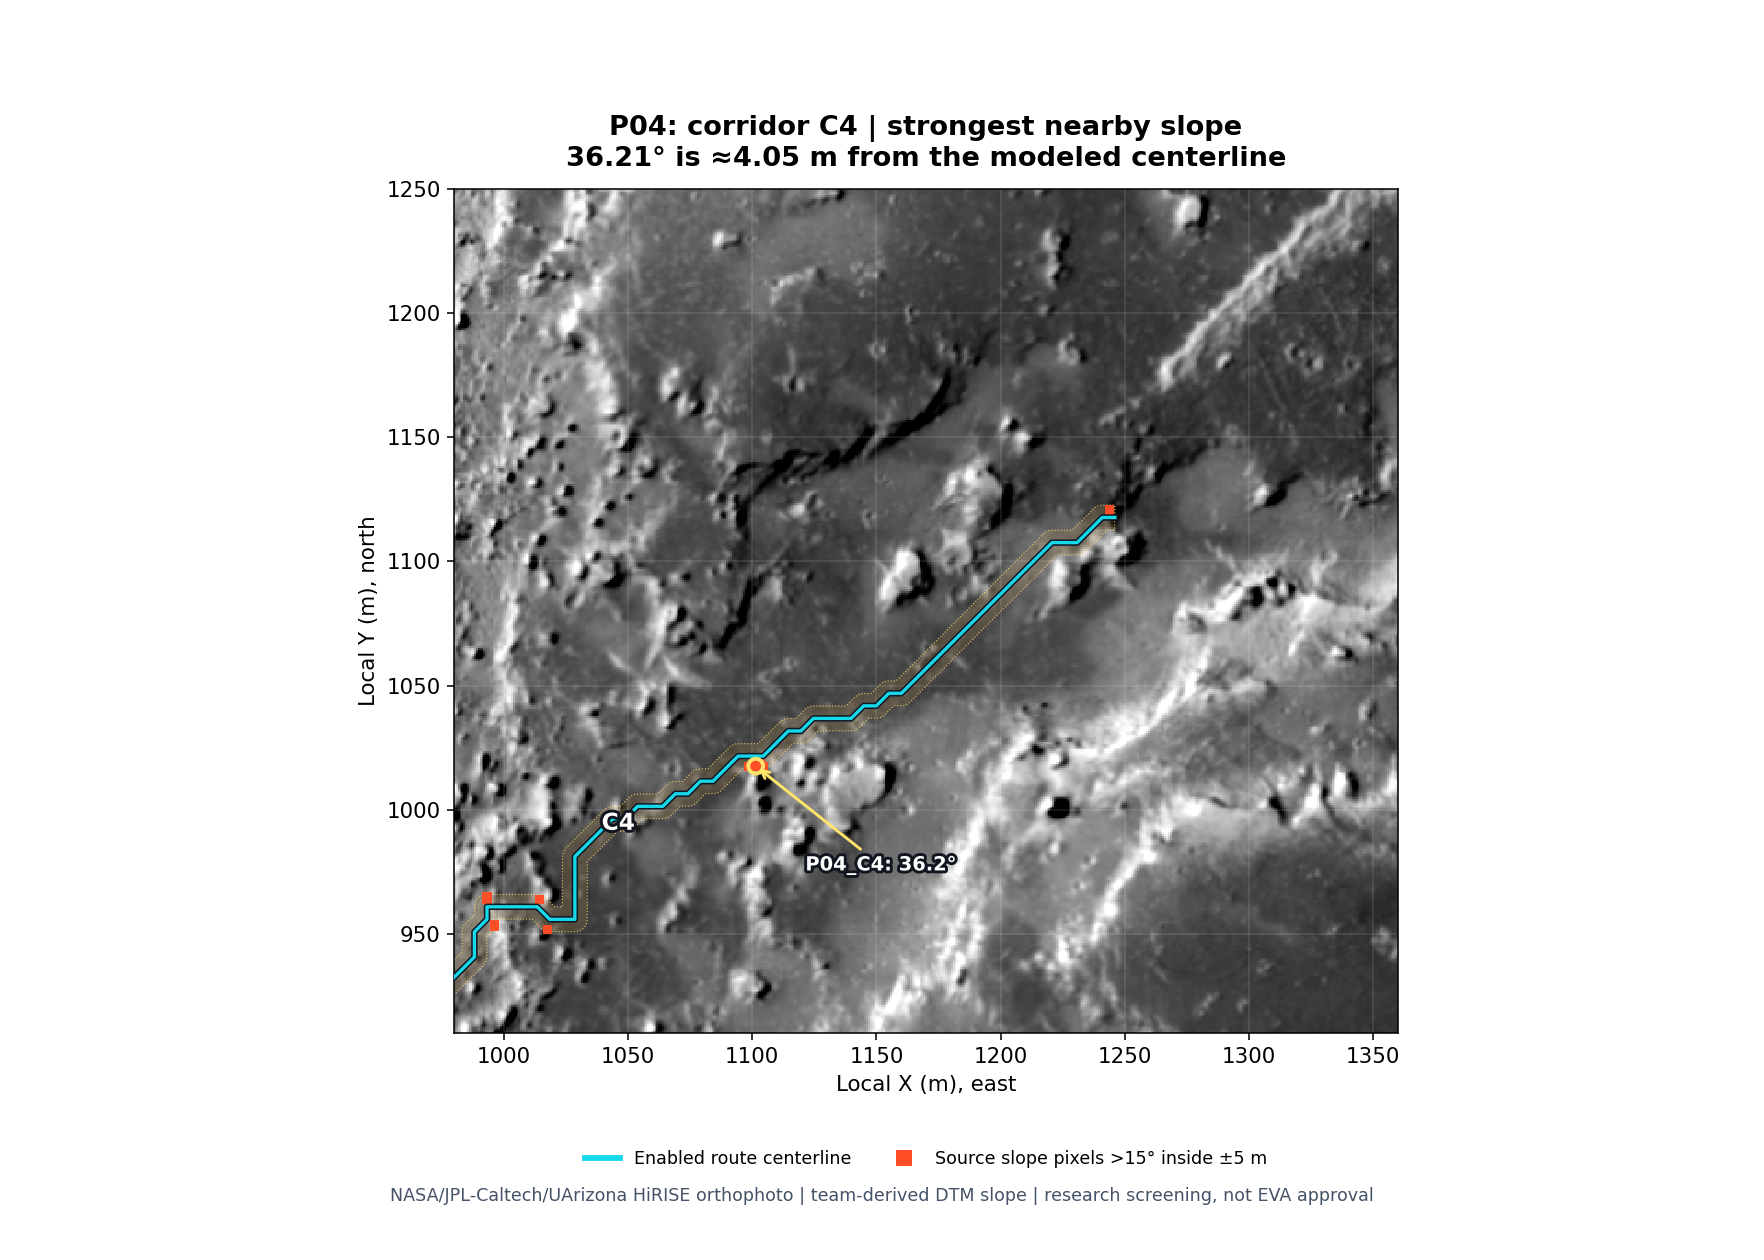 P04: corridor C4 | strongest nearby slope
36.21° is ≈4.05 m from the modeled centerline
1250
1200
1150
1100
1050
1000
950
Local Y (m), north
C4
P04_C4: 36.2°
1000 1050 1100 1150 1200 1250 1300 1350
Local X (m), east
Enabled route centerline
Source slope pixels >15° inside ±5 m
NASA/JPL-Caltech/UArizona HiRISE orthophoto | team-derived DTM slope | research screening, not EVA approval